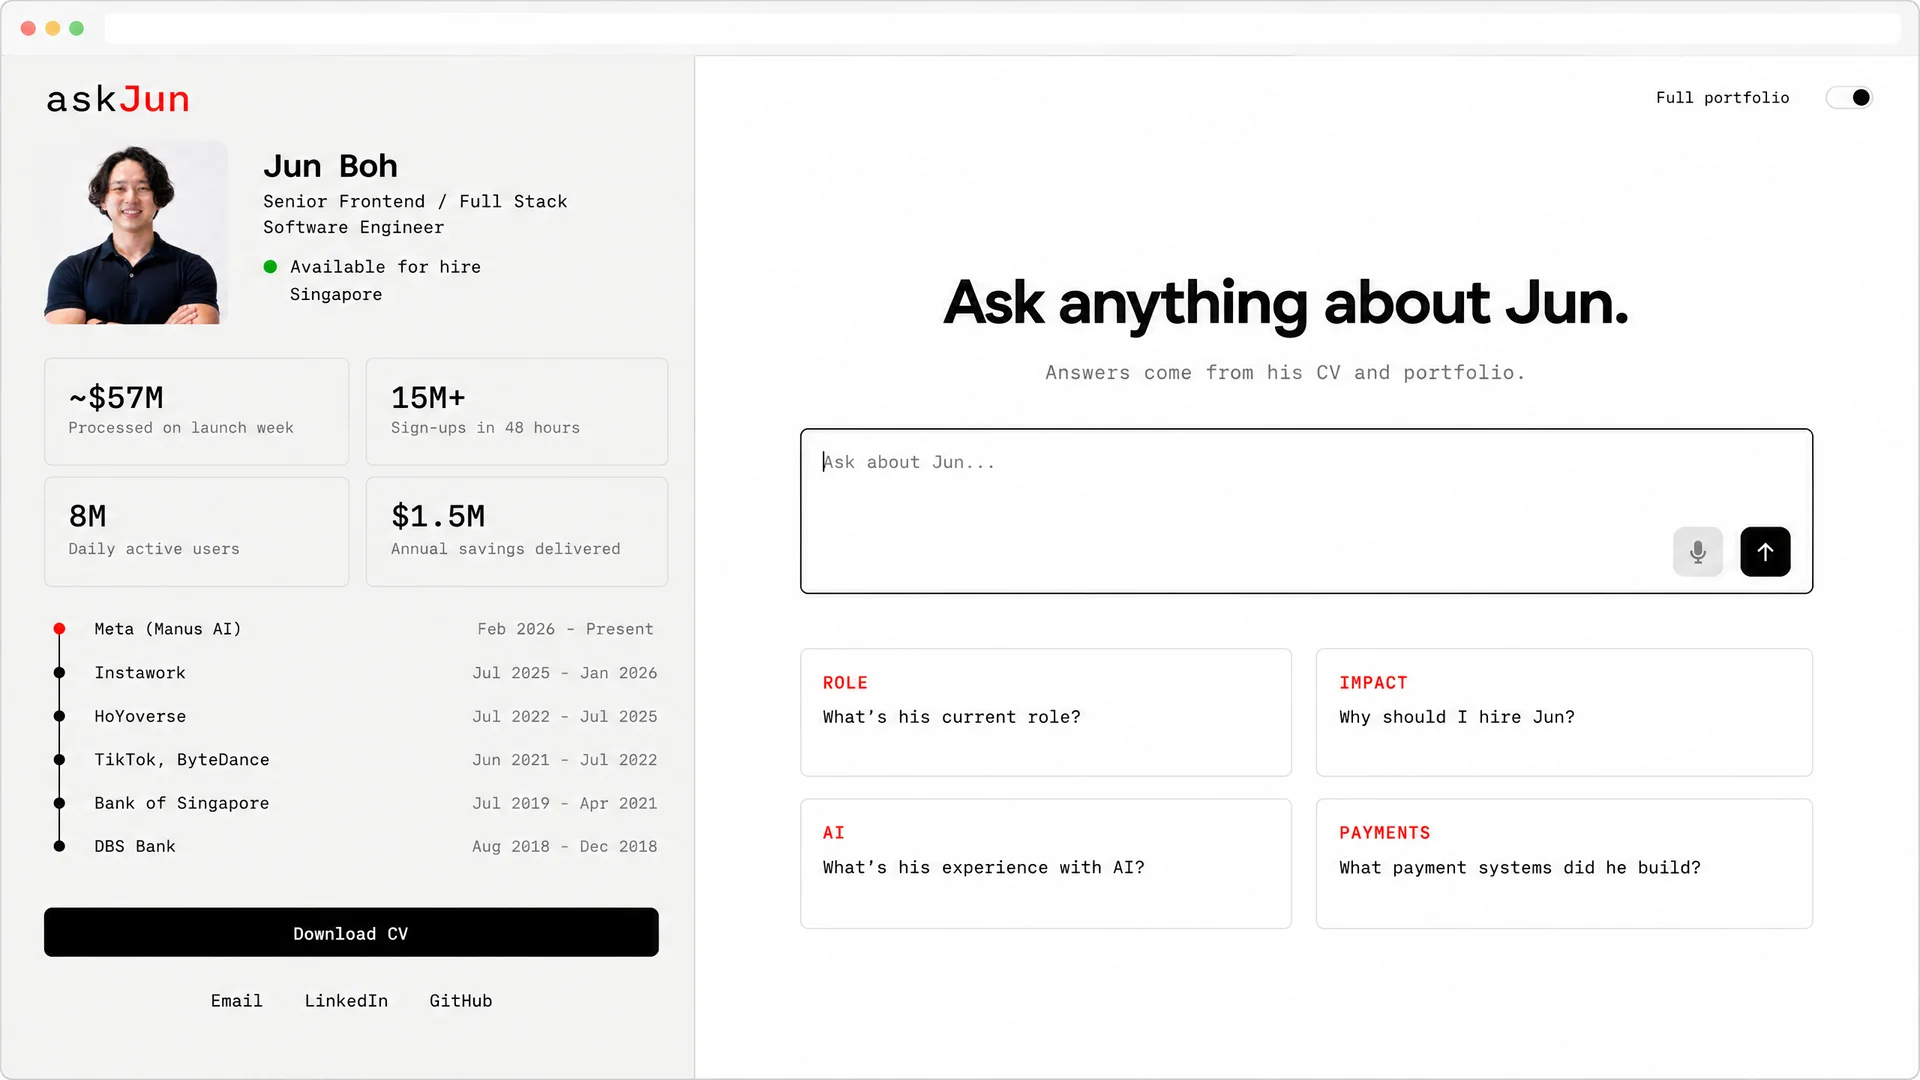 askJun
Jun Boh
Senior Frontend / Full Stack
Software Engineer
Available for hire
Singapore
~$57M
Processed on launch week
15M+
Sign-ups in 48 hours
8M
Daily active users
$1.5M
Annual savings delivered
Meta (Manus AI) Feb 2026 - Present
Instawork Jul 2025 - Jan 2026
HoYoverse Jul 2022 - Jul 2025
TikTok, ByteDance Jun 2021 - Jul 2022
Bank of Singapore Jul 2019 - Apr 2021
DBS Bank Aug 2018 - Dec 2018
Download CV
Email LinkedIn GitHub
Full portfolio
Ask anything about Jun.
Answers come from his CV and portfolio.
Ask about Jun...
ROLE
What’s his current role?
IMPACT
Why should I hire Jun?
AI
What’s his experience with AI?
PAYMENTS
What payment systems did he build?